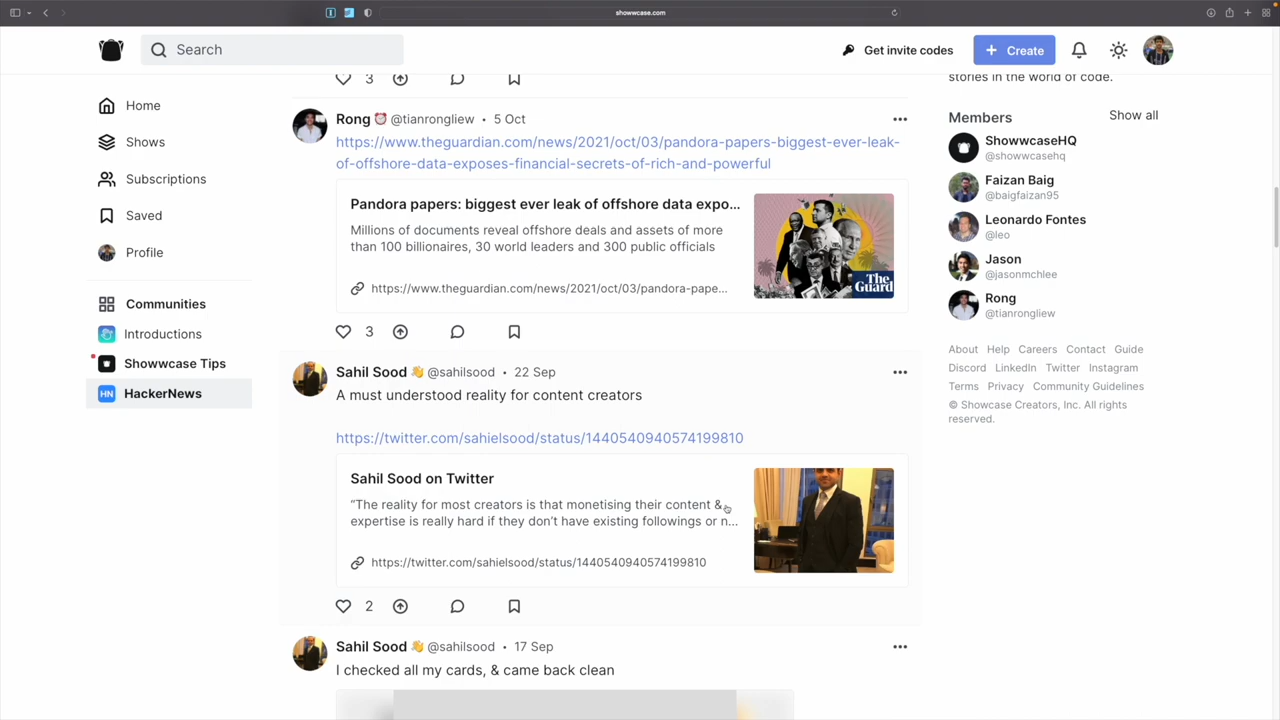 showwcase.com
Search
Get invite codes
+ Create
3
stories in the world of code.
Home
Shows
Subscriptions
Saved
Profile
Communities
Introductions
Showwcase Tips
HN HackerNews
Rong @tianrongliew • 5 Oct
https://www.theguardian.com/news/2021/oct/03/pandora-papers-biggest-ever-leak-
of-offshore-data-exposes-financial-secrets-of-rich-and-powerful
Pandora papers: biggest ever leak of offshore data expo...
Millions of documents reveal offshore deals and assets of more
than 100 billionaires, 30 world leaders and 300 public officials
https://www.theguardian.com/news/2021/oct/03/pandora-pape...
The
Guard
3
Sahil Sood 👋 @sahilsood • 22 Sep
A must understood reality for content creators
https://twitter.com/sahielsood/status/1440540940574199810
Sahil Sood on Twitter
“The reality for most creators is that monetising their content &
expertise is really hard if they don’t have existing followings or n...
https://twitter.com/sahielsood/status/1440540940574199810
2
Sahil Sood 👋 @sahilsood • 17 Sep
I checked all my cards, & came back clean
Members
Show all
ShowwcaseHQ
@showwcasehq
Faizan Baig
@baigfaizan95
Leonardo Fontes
@leo
Jason
@jasonmchlee
Rong
@tianrongliew
About Help Careers Contact Guide
Discord LinkedIn Twitter Instagram
Terms Privacy Community Guidelines
© Showcase Creators, Inc. All rights
reserved.